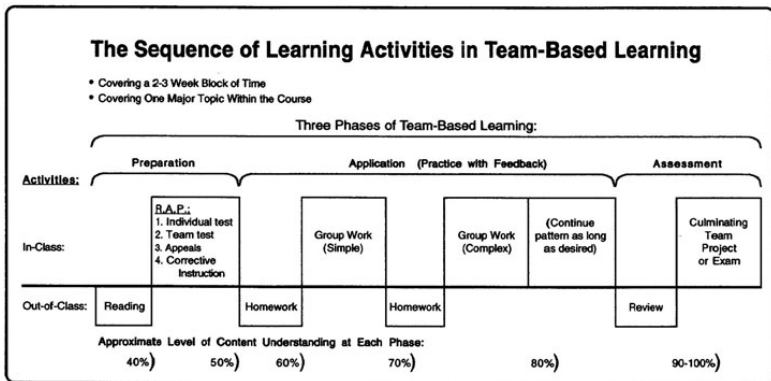 The Sequence of Learning Activities in Team-Based Learning
• Covering a 2-3 Week Block of Time
• Covering One Major Topic Within the Course
Three Phases of Team-Based Learning:
Preparation
Application (Practice with Feedback)
Assessment
Activities:
In-Class:
R.A.P.:
1. Individual test
2. Team test
3. Appeals
4. Corrective
Instruction
Group Work
(Simple)
Group Work
(Complex)
(Continue
pattern as long
as desired)
Culminating
Team
Project
or Exam
Out-of-Class:
Reading
Homework
Homework
Review
Approximate Level of Content Understanding at Each Phase:
40%) 50%) 60%) 70%) 80%) 90-100%)